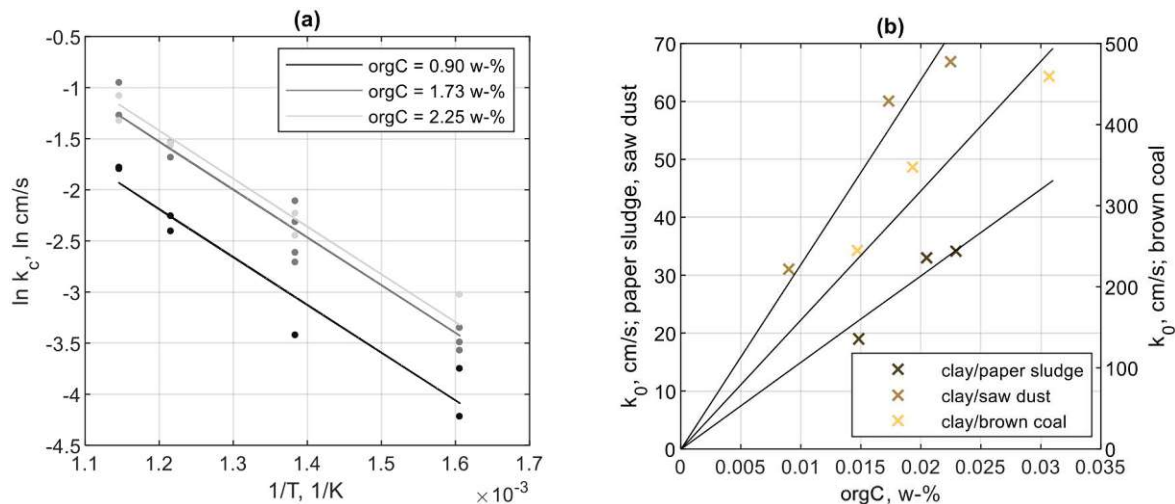 (a)
-0.5
-1
-1.5
-2
-2.5
-3
-3.5
-4
-4.5
ln k_c, ln cm/s
orgC = 0.90 w-%
orgC = 1.73 w-%
orgC = 2.25 w-%
1.1 1.2 1.3 1.4 1.5 1.6 1.7
1/T, 1/K
×10⁻³
(b)
70
60
50
40
30
20
10
0
k₀, cm/s; paper sludge, saw dust
500
400
300
200
100
0
k₀, cm/s; brown coal
clay/paper sludge
clay/saw dust
clay/brown coal
0 0.005 0.01 0.015 0.02 0.025 0.03 0.035
orgC, w-%